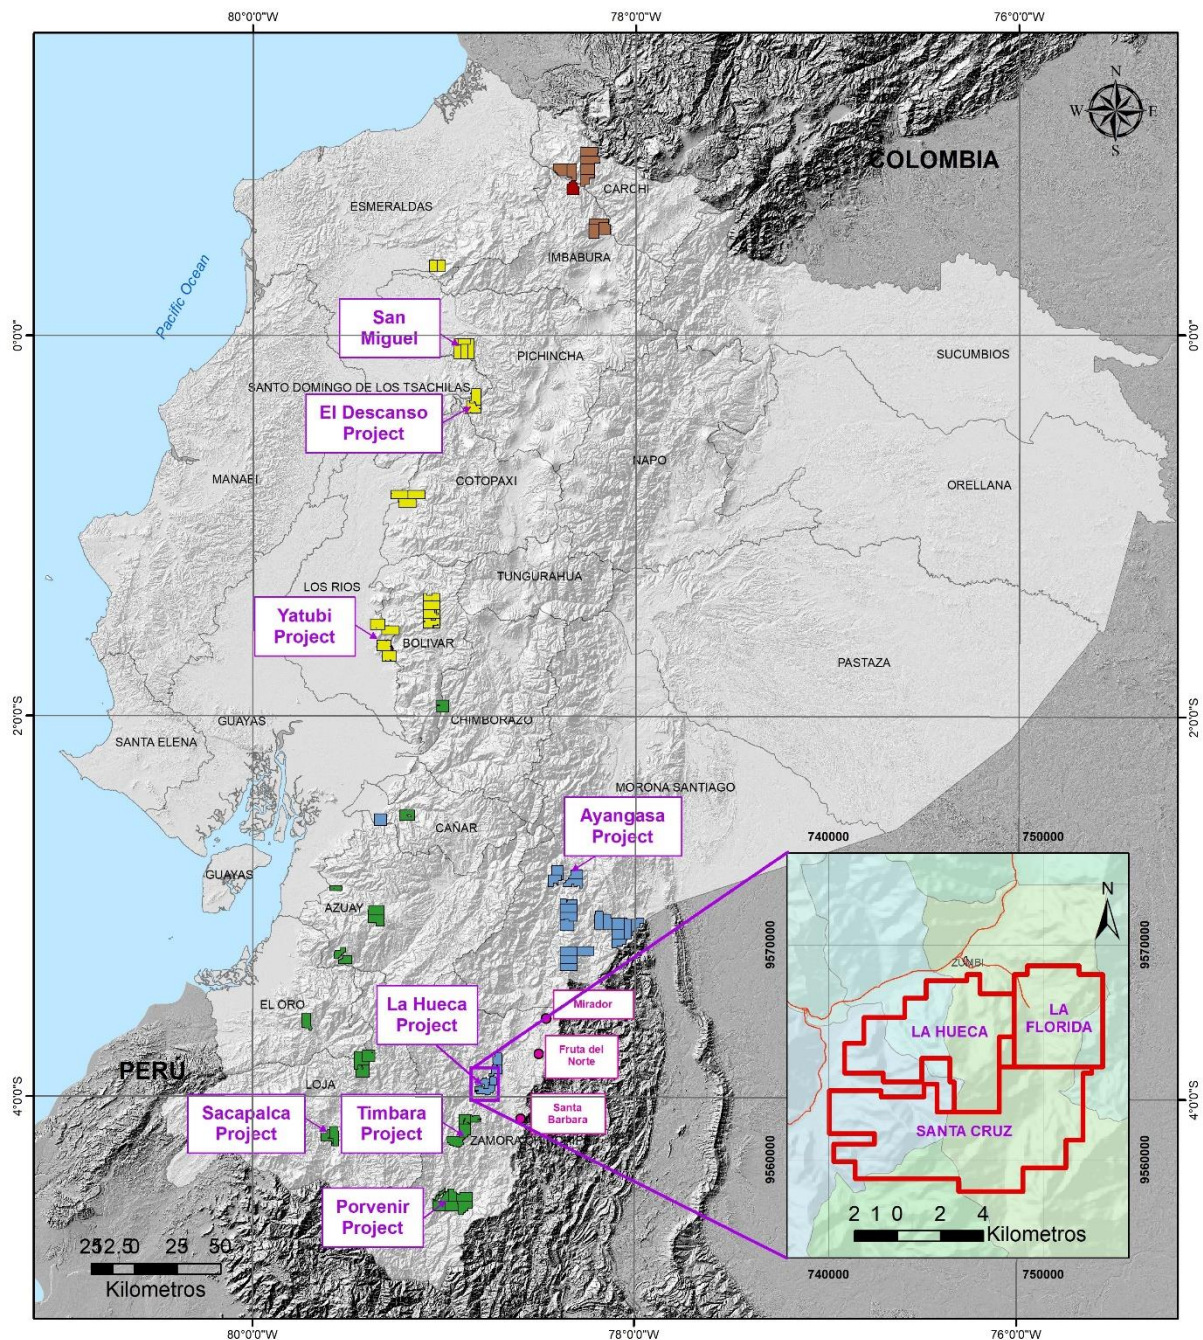 80°0'0"W
78°0'0"W
76°0'0"W
N
W
E
S
COLOMBIA
CARCHI
ESMERALDAS
IMBABURA
Pacific Ocean
San
Miguel
0°0'0"
0°0'0"
PICHINCHA
SUCUMBIOS
SANTO DOMINGO DE LOS TSACHILAS
El Descanso
Project
NAPO
MANABI
COTOPAXI
ORELLANA
TUNGURAHUA
LOS RIOS
Yatubi
Project
BOLIVAR
PASTAZA
2°0'0"S
2°0'0"S
GUAYAS
CHIMBORAZO
SANTA ELENA
MORONA SANTIAGO
Ayangasa
Project
CAÑAR
GUAYAS
AZUAY
740000
750000
N
9570000
9570000
ZUMBI
LA HUECA
LA
FLORIDA
SANTA CRUZ
9560000
9560000
2 1 0 2 4
Kilometros
740000
750000
EL ORO
La Hueca
Project
Mirador
Fruta del
Norte
PERÚ
LOJA
4°0'0"S
4°0'0"S
Sacapalca
Project
Timbara
Project
Santa
Barbara
Porvenir
Project
25 12.5 0 25 50
Kilometros
80°0'0"W
78°0'0"W
76°0'0"W